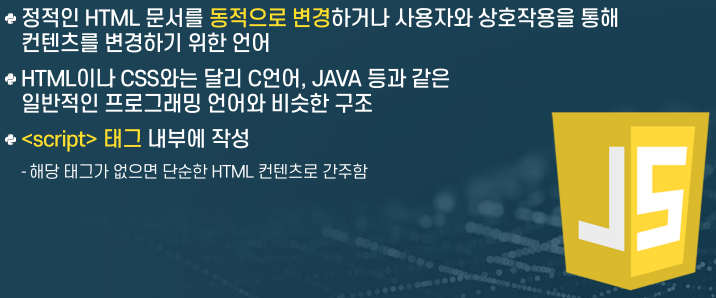 정적인 HTML 문서를 동적으로 변경하거나 사용자와 상호작용을 통해
컨텐츠를 변경하기 위한 언어
HTML이나 CSS와는 달리 C언어, JAVA 등과 같은
일반적인 프로그래밍 언어와 비슷한 구조
<script> 태그 내부에 작성
- 해당 태그가 없으면 단순한 HTML 컨텐츠로 간주함
JS